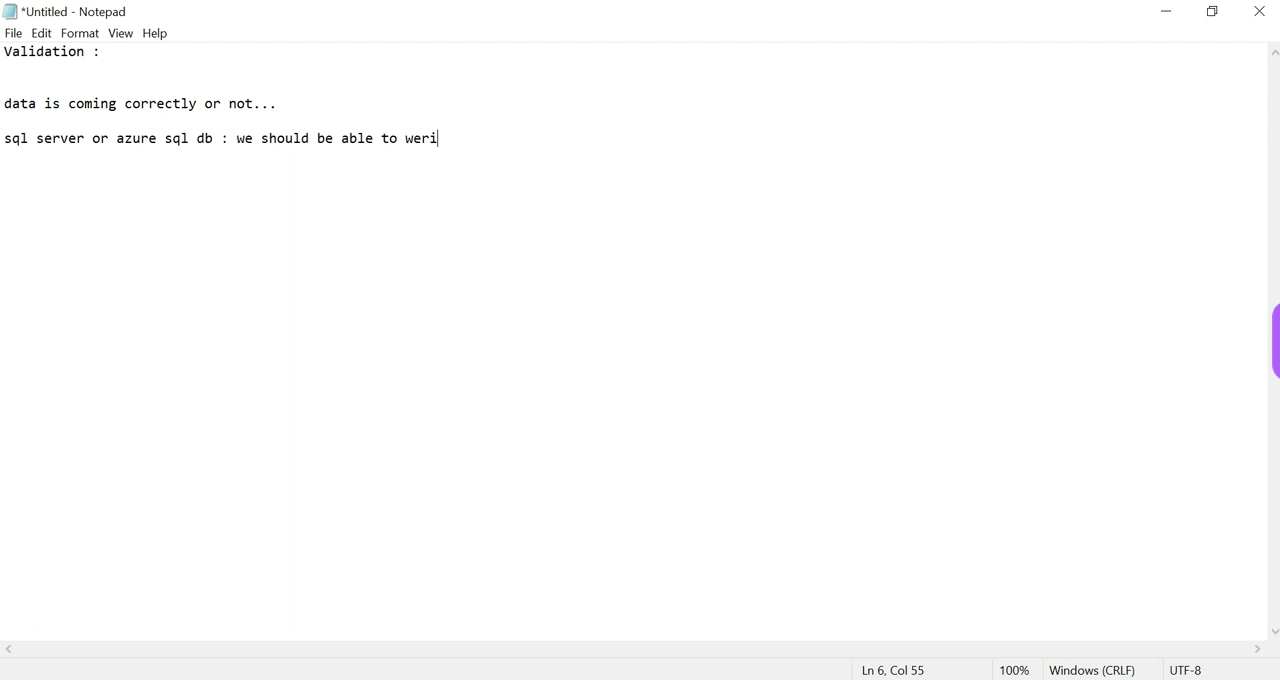 *Untitled - Notepad
File Edit Format View Help
Validation :
data is coming correctly or not...
sql server or azure sql db : we should be able to weri
Ln 6, Col 55 100% Windows (CRLF) UTF-8